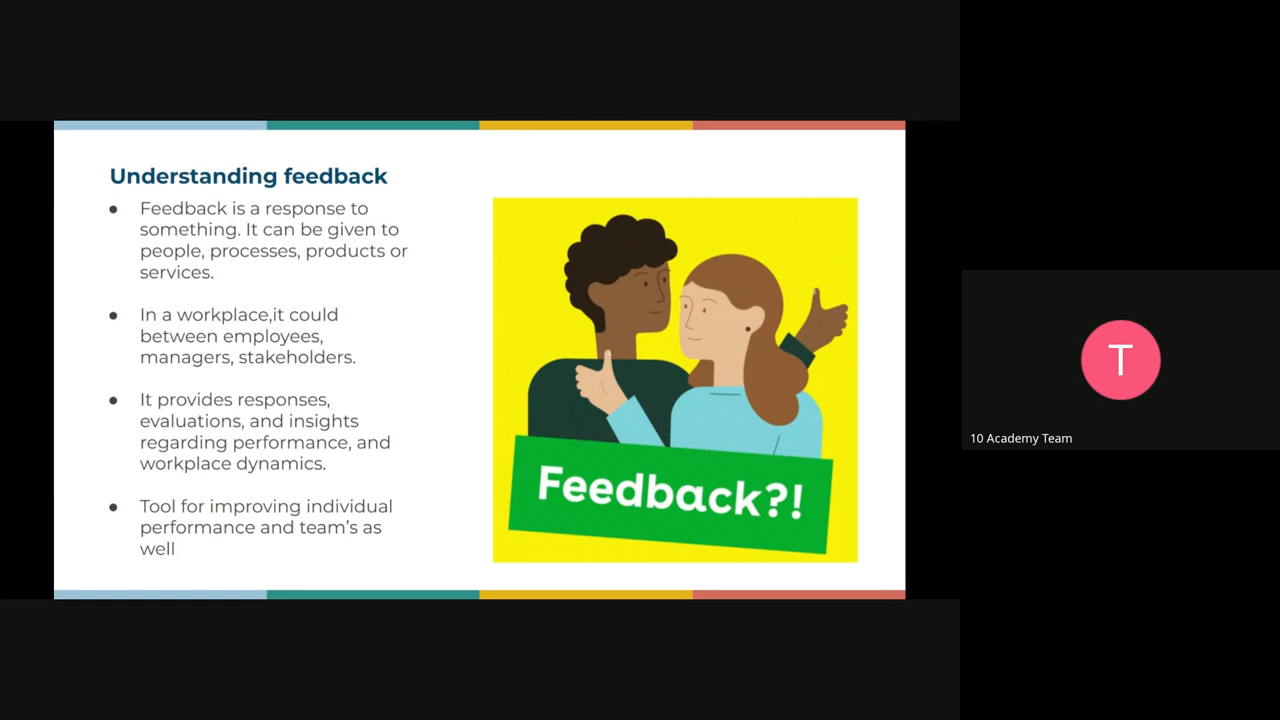 Understanding feedback
● Feedback is a response to
something. It can be given to
people, processes, products or
services.
● In a workplace,it could
between employees,
managers, stakeholders.
● It provides responses,
evaluations, and insights
regarding performance, and
workplace dynamics.
● Tool for improving individual
performance and team's as
well
Feedback?!
T
10 Academy Team